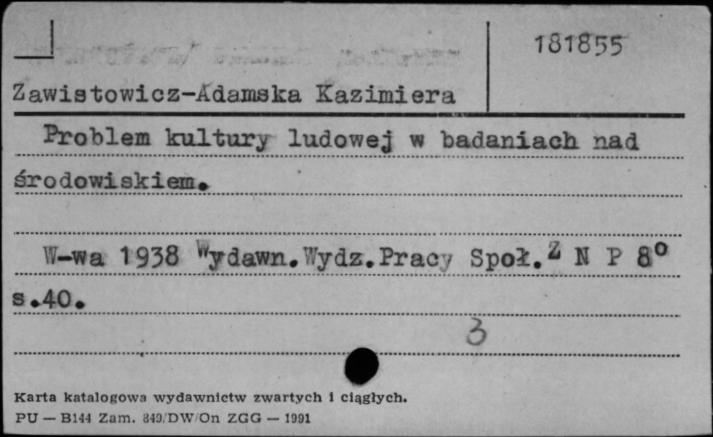 181855
Zawistowicz-Adamska Kazimiera
Problem kultury ludowej w badaniach nad
środowiskiem.
W-wa 1938 Wydawn.Wydz.Pracy Społ.Z N P 8º
s.40.
3
Karta katalogowa wydawnictw zwartych i ciągłych.
PU — B144 Zam. 849/DW/On ZGG — 1991